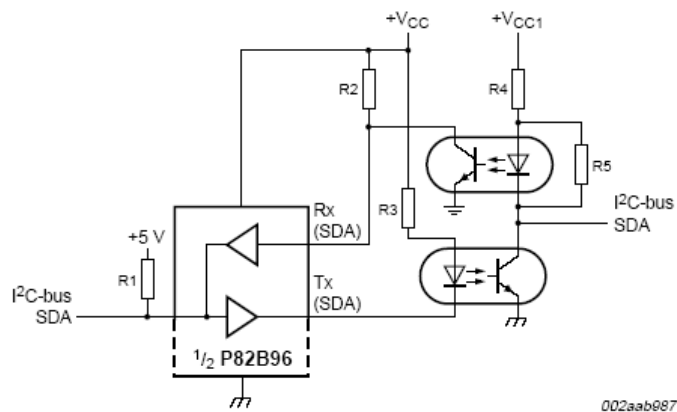 +VCC
+VCC1
R2
R4
R5
R3
Rx
(SDA)
I²C-bus
SDA
+5 V
R1
Tx
(SDA)
I²C-bus
SDA
1/2 P82B96
002aab987